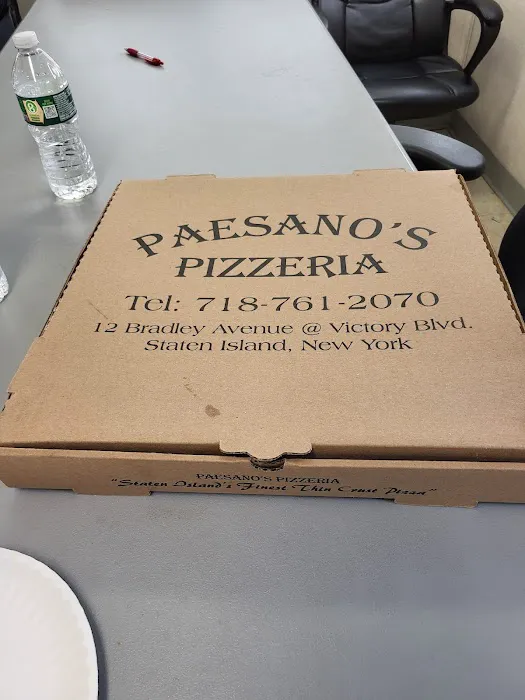 PAESANO'S
PIZZERIA
Tel: 718-761-2070
12 Bradley Avenue @ Victory Blvd.
Staten Island, New York
PAESANO'S PIZZERIA
"Staten Island's Finest Thin Crust Pizza"